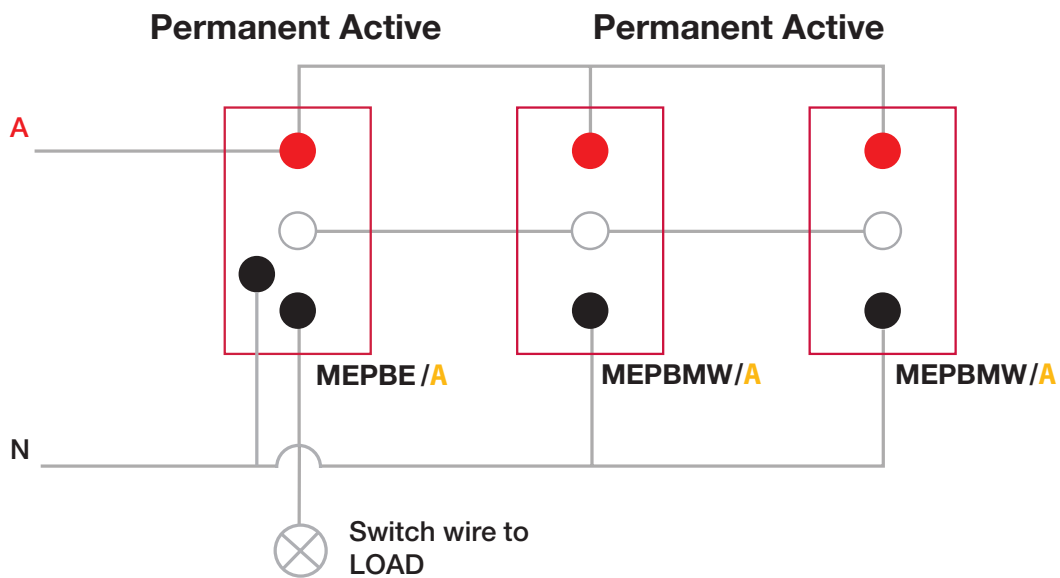 Permanent Active
Permanent Active
A
MEPBE /A
MEPBMW/A
MEPBMW/A
N
Switch wire to
LOAD